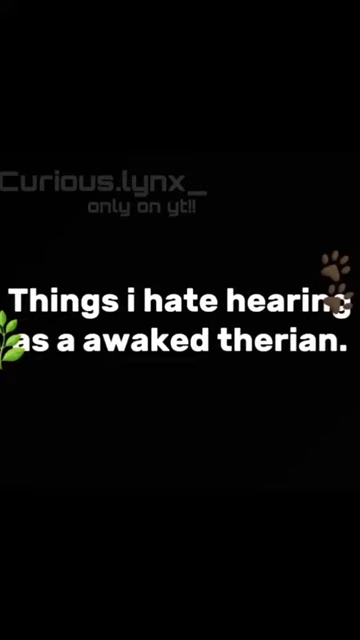 Curious.lynx_
only on yt!!
Things i hate hearing
as a awaked therian.